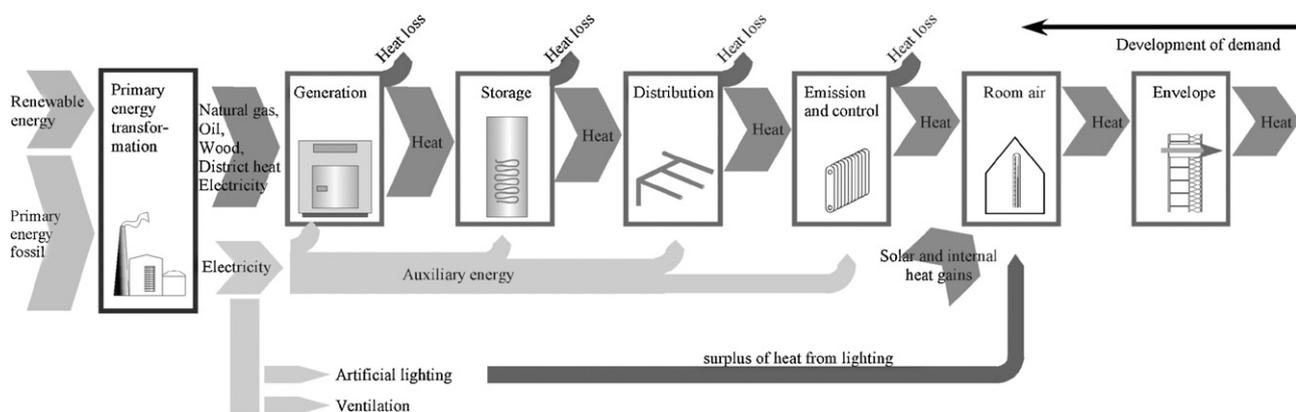 Heat loss
Heat loss
Heat loss
Heat loss
Development of demand
Renewable
energy
Primary
energy
transfor-
mation
Natural gas,
Oil,
Wood,
District heat
Electricity
Generation
Heat
Storage
Heat
Distribution
Heat
Emission
and control
Heat
Room air
Heat
Envelope
Heat
Primary
energy
fossil
Electricity
Auxiliary energy
Solar and internal
heat gains
surplus of heat from lighting
Artificial lighting
Ventilation